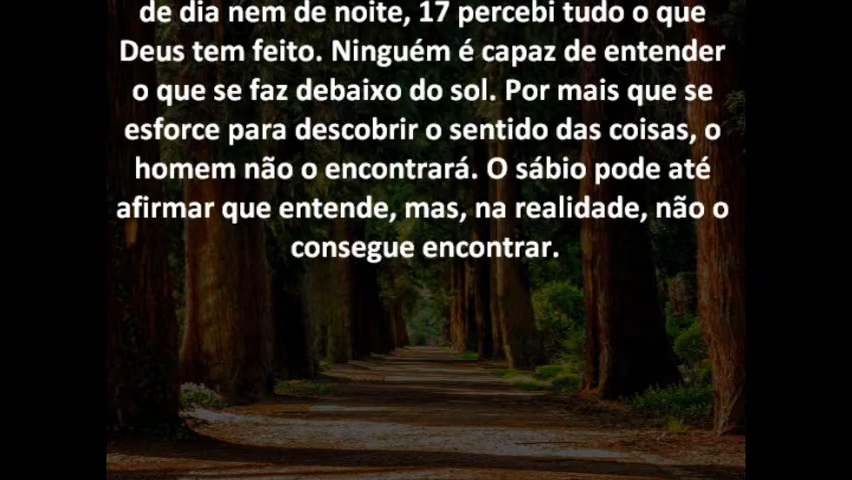 de dia nem de noite, 17 percebi tudo o que
Deus tem feito. Ninguém é capaz de entender
o que se faz debaixo do sol. Por mais que se
esforce para descobrir o sentido das coisas, o
homem não o encontrará. O sábio pode até
afirmar que entende, mas, na realidade, não o
consegue encontrar.